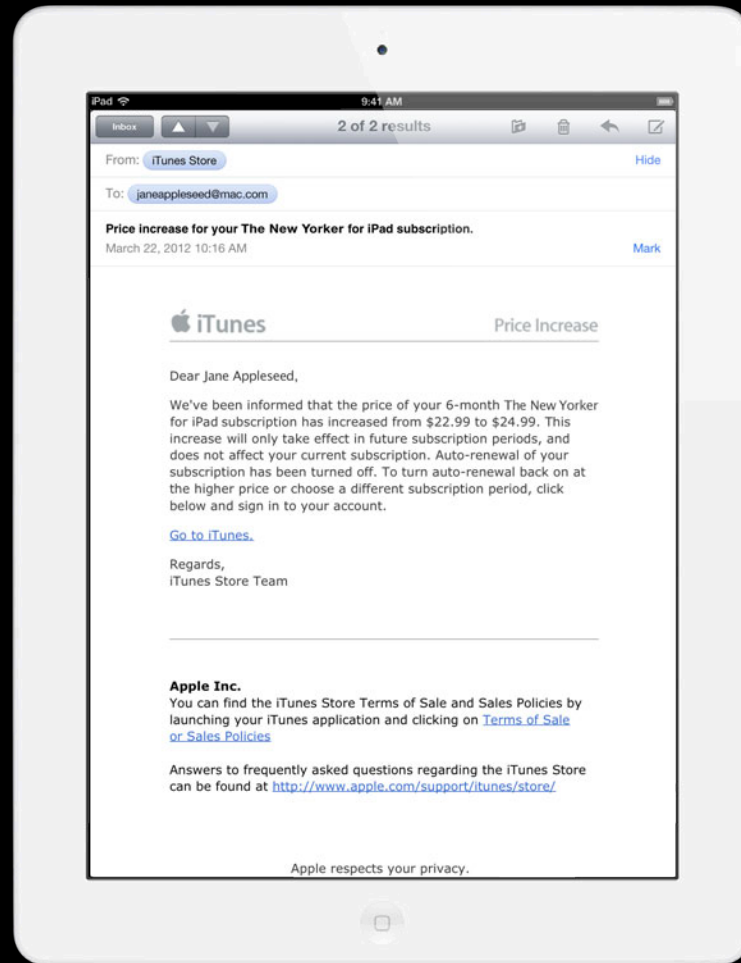 iPad 9:41 AM
Inbox 2 of 2 results
From: iTunes Store Hide
To: janeappleseed@mac.com
Price increase for your The New Yorker for iPad subscription.
March 22, 2012 10:16 AM Mark
iTunes Price Increase
Dear Jane Appleseed,
We've been informed that the price of your 6-month The New Yorker
for iPad subscription has increased from $22.99 to $24.99. This
increase will only take effect in future subscription periods, and
does not affect your current subscription. Auto-renewal of your
subscription has been turned off. To turn auto-renewal back on at
the higher price or choose a different subscription period, click
below and sign in to your account.
Go to iTunes.
Regards,
iTunes Store Team
Apple Inc.
You can find the iTunes Store Terms of Sale and Sales Policies by
launching your iTunes application and clicking on Terms of Sale
or Sales Policies
Answers to frequently asked questions regarding the iTunes Store
can be found at http://www.apple.com/support/itunes/store/
Apple respects your privacy.